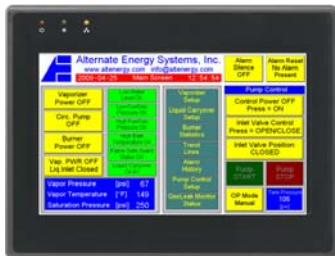 Alternate Energy Systems, Inc.
www.altenergy.com info@altenergy.com
2009-04-25 Main Screen 12:54:54
Alarm
Silence
OFF
Alarm Reset
No Alarm
Present
Vaporizer
Power OFF
Circ. Pump
OFF
Burner
Power OFF
Vap. PWR OFF
Liq.Inlet Closed
Vaporizer
Setup
Liquid Carryover
Setup
Burner
Statistics
Trend
Lines
Alarm
History
Pump Control
Setup
GasLeak Monitor
Status
Pump Control
Control Power OFF
Press = ON
Inlet Valve Control
Press = OPEN/CLOSE
Inlet Valve Position:
CLOSED
Pump
START
Pump
STOP
OP Mode
Manual
Tank Pressure
106
Vapor Pressure [psi] 67
Vapor Temperature [°F] 149
Saturation Pressure [psi] 250